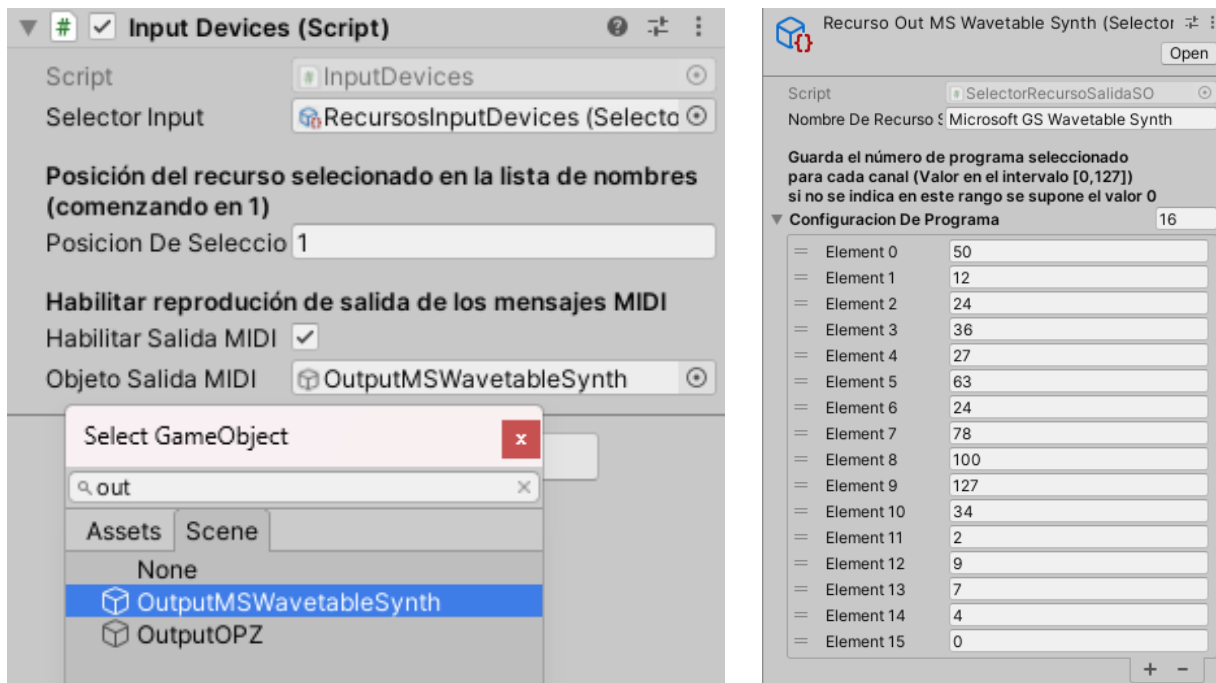 Input Devices (Script)
Script
InputDevices
Selector Input
RecursosInputDevices (Selecto
Posición del recurso selecionado en la lista de nombres
(comenzando en 1)
Posicion De Seleccio 1
Habilitar reprodución de salida de los mensajes MIDI
Habilitar Salida MIDI
Objeto Salida MIDI
OutputMSWavetableSynth
Select GameObject
x
out
Assets Scene
None
OutputMSWavetableSynth
OutputOPZ
Recurso Out MS Wavetable Synth (Selector
Open
Script
SelectorRecursoSalidaSO
Nombre De Recurso S Microsoft GS Wavetable Synth
Guarda el número de programa seleccionado
para cada canal (Valor en el intervalo [0,127])
si no se indica en este rango se supone el valor 0
Configuracion De Programa 16
Element 0 50
Element 1 12
Element 2 24
Element 3 36
Element 4 27
Element 5 63
Element 6 24
Element 7 78
Element 8 100
Element 9 127
Element 10 34
Element 11 2
Element 12 9
Element 13 7
Element 14 4
Element 15 0
+ −